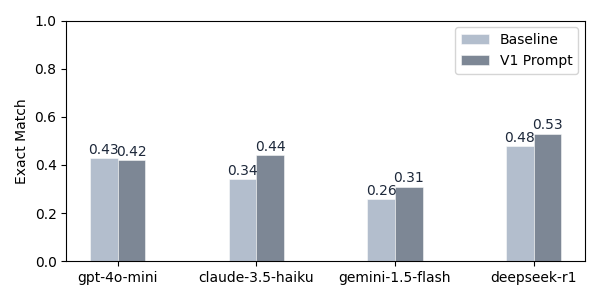 1.0
0.8
0.6
0.4
0.2
0.0
Exact Match
Baseline
V1 Prompt
0.43 0.42
0.34 0.44
0.26 0.31
0.48 0.53
gpt-4o-mini claude-3.5-haiku gemini-1.5-flash deepseek-r1